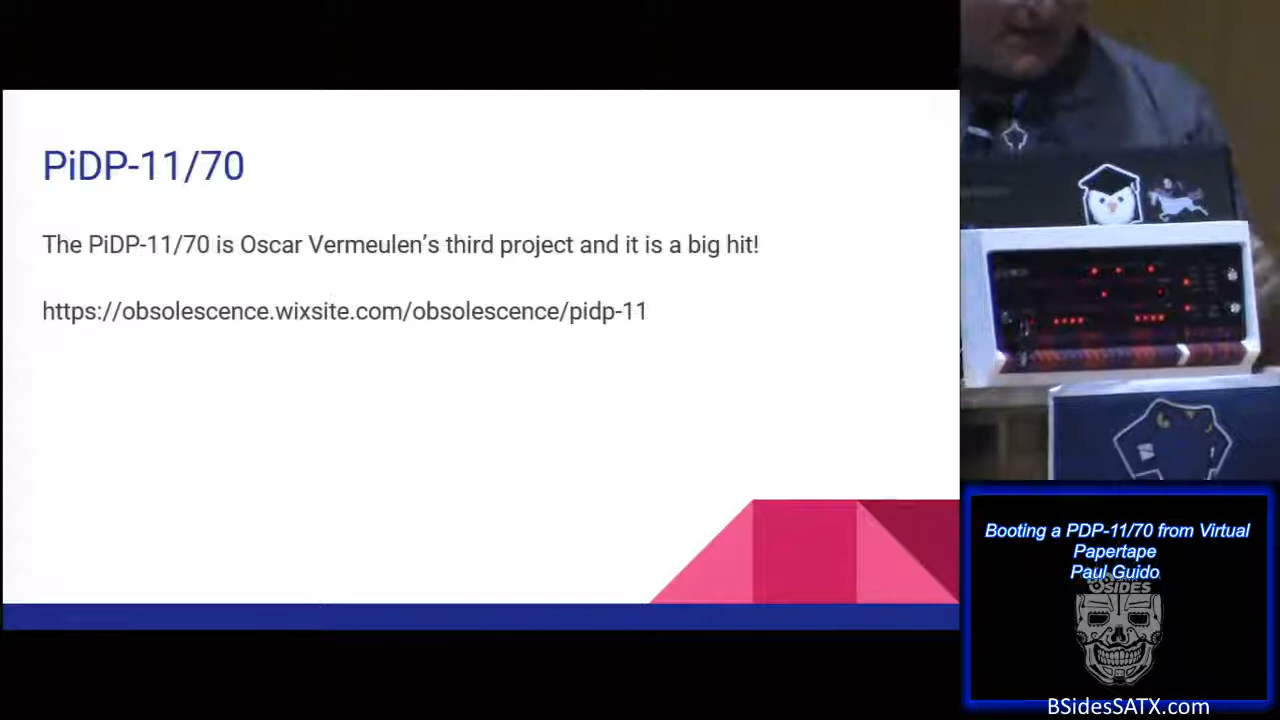 PiDP-11/70
The PiDP-11/70 is Oscar Vermeulen’s third project and it is a big hit!
https://obsolescence.wixsite.com/obsolescence/pidp-11
Booting a PDP-11/70 from Virtual
Papertape
Paul Guido
BSIDES
BSidesSATX.com